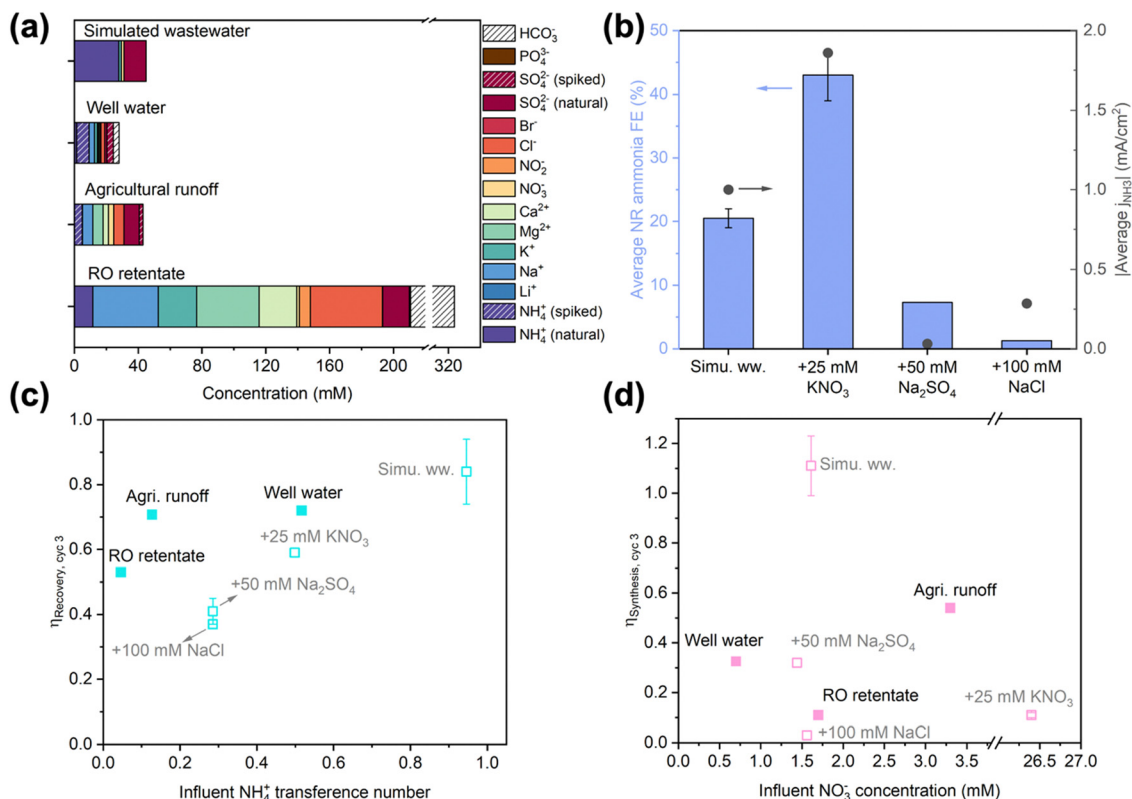 (a)
Simulated wastewater
Well water
Agricultural runoff
RO retentate
0 40 80 120 160 200 320
Concentration (mM)
HCO₃⁻
PO₄³⁻
SO₄²⁻ (spiked)
SO₄²⁻ (natural)
Br⁻
Cl⁻
NO₂⁻
NO₃⁻
Ca²⁺
Mg²⁺
K⁺
Na⁺
Li⁺
NH₄⁺ (spiked)
NH₄⁺ (natural)
(b)
Average NR ammonia FE (%)
50
40
30
20
10
0
2.0
1.5
1.0
0.5
0.0
|Average j_NH3| (mA/cm²)
Simu. ww. +25 mM +50 mM +100 mM
KNO₃ Na₂SO₄ NaCl
(c)
η_Recovery, cyc 3
1.0
0.8
0.6
0.4
0.2
0.0
Simu. ww.
Agri. runoff
Well water
+25 mM KNO₃
RO retentate
+50 mM Na₂SO₄
+100 mM NaCl
0.0 0.2 0.4 0.6 0.8 1.0
Influent NH₄⁺ transference number
(d)
η_Synthesis, cyc 3
1.2
1.0
0.8
0.6
0.4
0.2
0.0
Simu. ww.
Agri. runoff
Well water
+50 mM Na₂SO₄
RO retentate
+25 mM KNO₃
+100 mM NaCl
0.0 0.5 1.0 1.5 2.0 2.5 3.0 3.5 26.5 27.0
Influent NO₃⁻ concentration (mM)